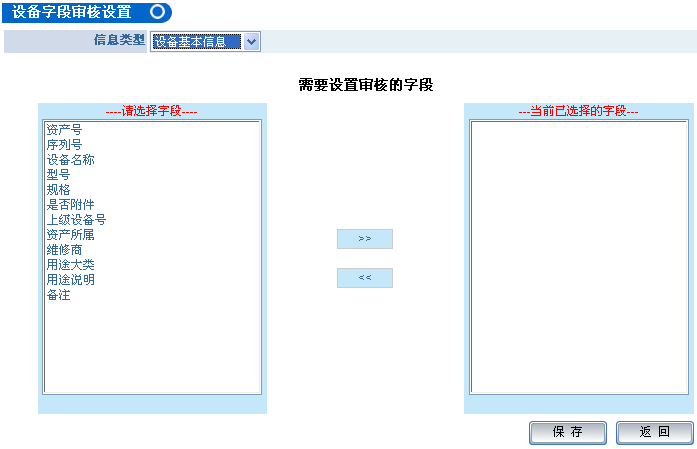 设备字段审核设置
信息类型 设备基本信息
需要设置审核的字段
----请选择字段----
资产号
序列号
设备名称
型号
规格
是否附件
上级设备号
资产所属
维修商
用途大类
用途说明
备注
>>
<<
---当前已选择的字段---
保 存 返 回